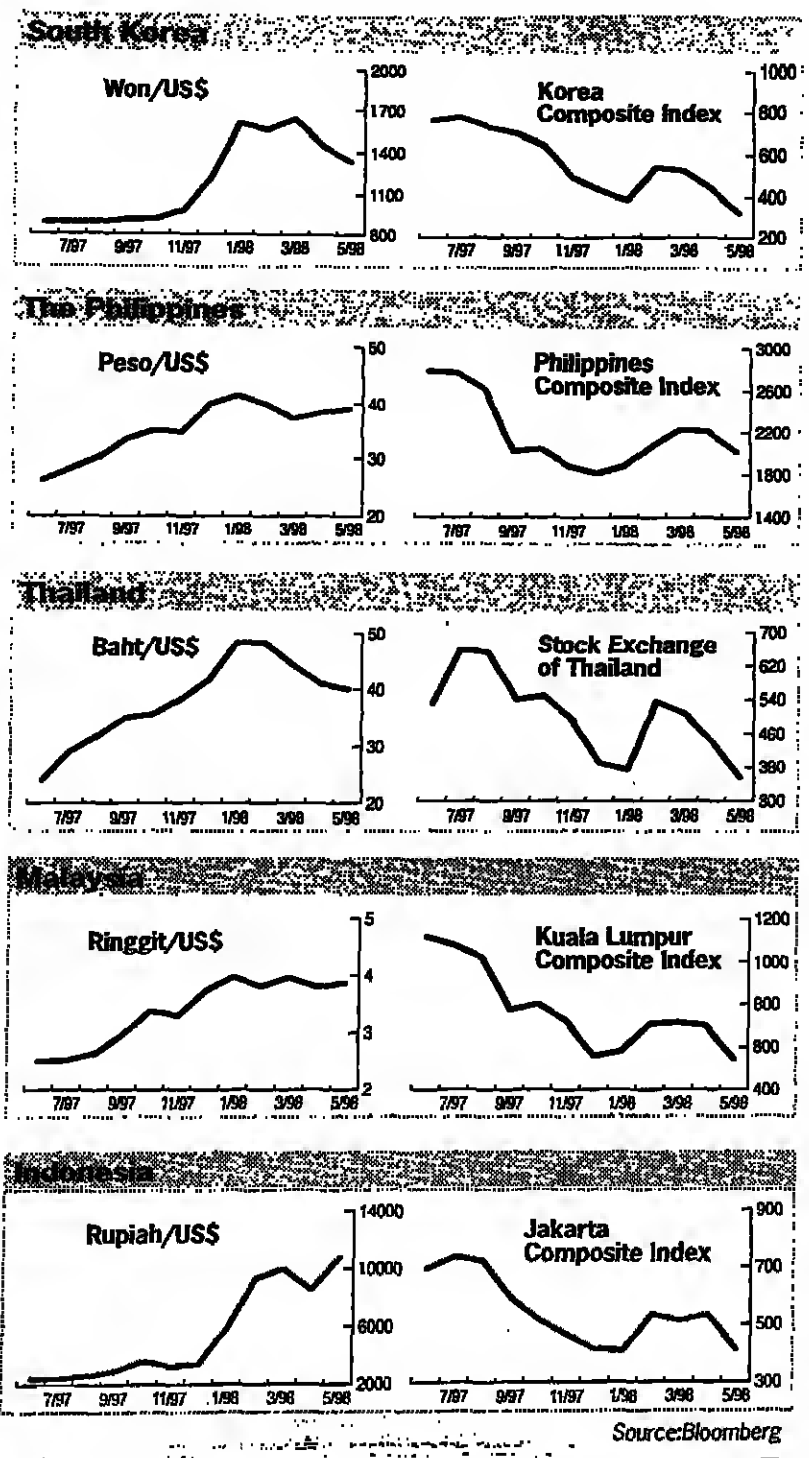 South Korea
Won/US$
2000
1700
1400
1100
800
7/97 9/97 11/97 1/98 3/98 5/98
Korea
Composite Index
1000
800
600
400
200
7/97 9/97 11/97 1/98 3/98 5/98
The Philippines
Peso/US$
50
40
30
20
7/97 9/97 11/97 1/98 3/98 5/98
Philippines
Composite Index
3000
2600
2200
1800
1400
7/97 9/97 11/97 1/98 3/98 5/98
Thailand
Baht/US$
50
40
30
20
7/97 9/97 11/97 1/98 3/98 5/98
Stock Exchange
of Thailand
700
620
540
460
380
300
7/97 9/97 11/97 1/98 3/98 5/98
Malaysia
Ringgit/US$
5
4
3
2
7/97 9/97 11/97 1/98 3/98 5/98
Kuala Lumpur
Composite Index
1200
1000
800
600
400
7/97 9/97 11/97 1/98 3/98 5/98
Indonesia
Rupiah/US$
14000
10000
6000
2000
7/97 9/97 11/97 1/98 3/98 5/98
Jakarta
Composite Index
900
700
500
300
7/97 9/97 11/97 1/98 3/98 5/98
Source:Bloomberg